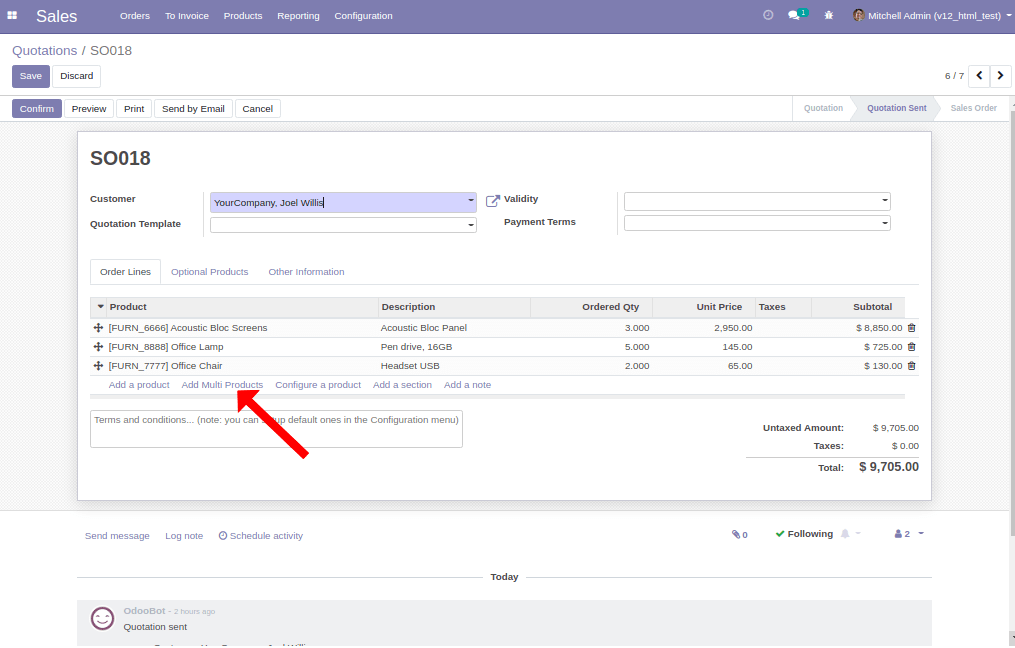 Sales Orders To Invoice Products Reporting Configuration 1 Mitchell Admin (v12_html_test)
Quotations / SO018
Save Discard 6 / 7
Confirm Preview Print Send by Email Cancel Quotation Quotation Sent Sales Order
SO018
Customer YourCompany, Joel Willis Validity
Quotation Template Payment Terms
Order Lines Optional Products Other Information
Product Description Ordered Qty Unit Price Taxes Subtotal
[FURN_6666] Acoustic Bloc Screens Acoustic Bloc Panel 3.000 2,950.00 $ 8,850.00
[FURN_8888] Office Lamp Pen drive, 16GB 5.000 145.00 $ 725.00
[FURN_7777] Office Chair Headset USB 2.000 65.00 $ 130.00
Add a product Add Multi Products Configure a product Add a section Add a note
Terms and conditions... (note: you can up default ones in the Configuration menu)
Untaxed Amount: $ 9,705.00
Taxes: $ 0.00
Total: $ 9,705.00
Send message Log note Schedule activity 0 Following 2
Today
OdooBot - 2 hours ago
Quotation sent